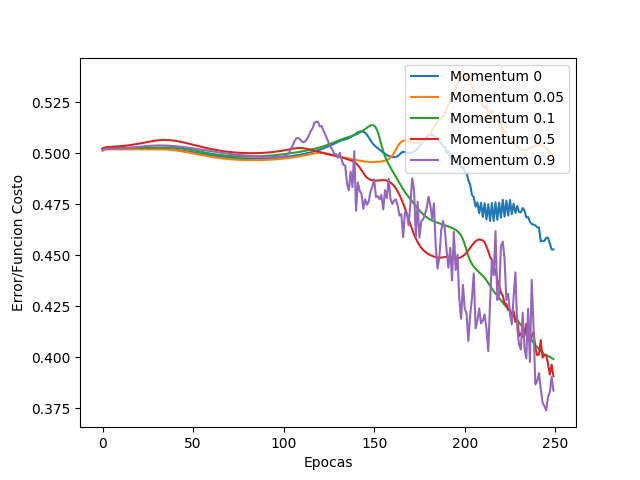 Momentum 0
Momentum 0.05
Momentum 0.1
Momentum 0.5
Momentum 0.9
0.525
0.500
0.475
0.450
0.425
0.400
0.375
Error/Funcion Costo
0 50 100 150 200 250
Epocas